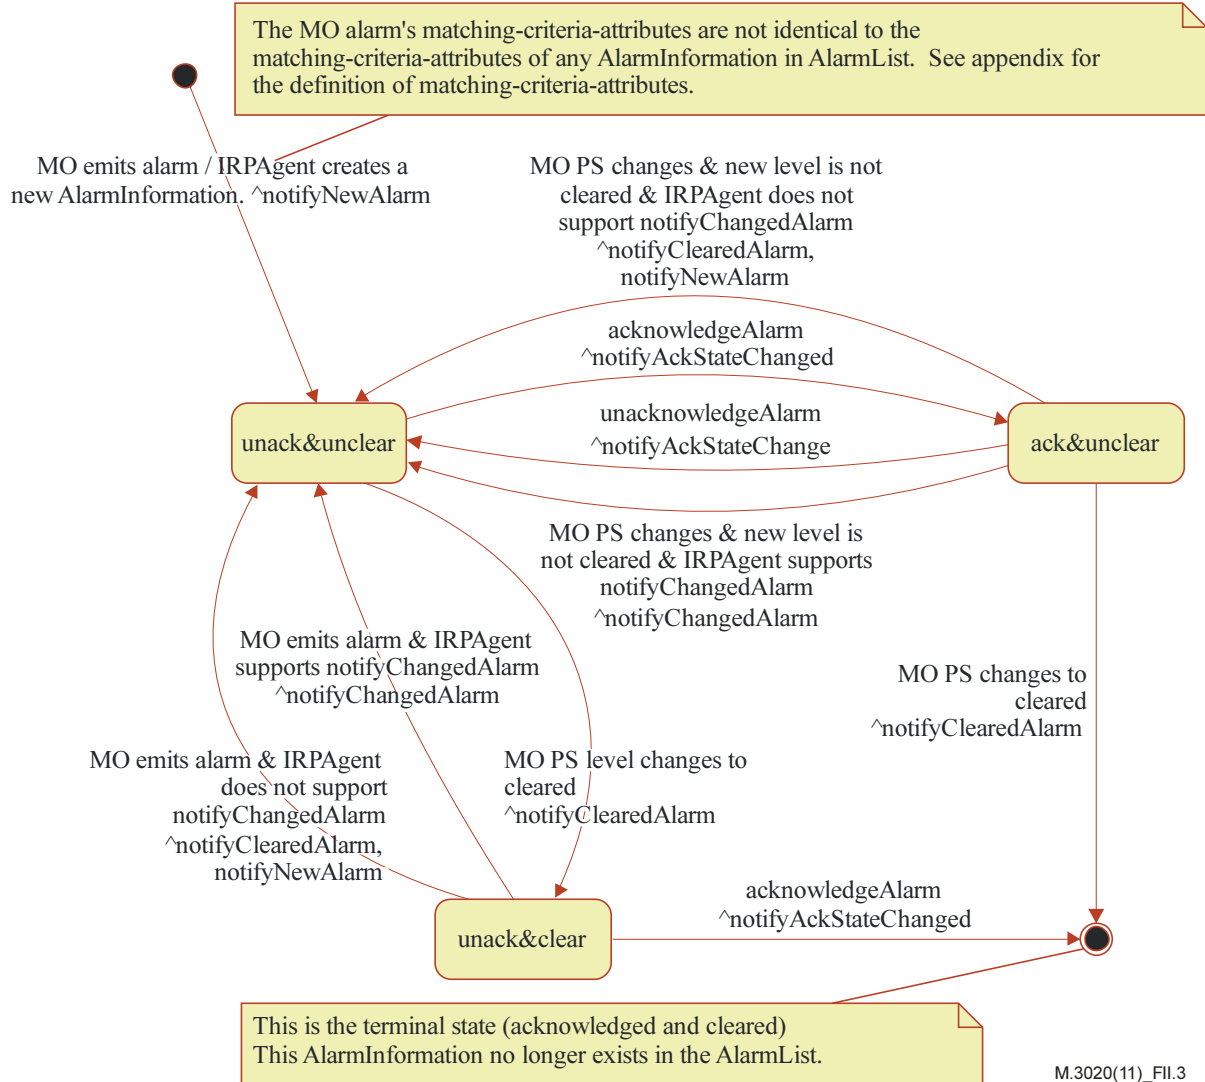 The MO alarm's matching-criteria-attributes are not identical to the
matching-criteria-attributes of any AlarmInformation in AlarmList.  See appendix for
the definition of matching-criteria-attributes.
MO emits alarm / IRPAgent creates a
new AlarmInformation. ^notifyNewAlarm
MO PS changes & new level is not
cleared & IRPAgent does not
support notifyChangedAlarm
^notifyClearedAlarm,
notifyNewAlarm
acknowledgeAlarm
^notifyAckStateChanged
unack&unclear
unacknowledgeAlarm
^notifyAckStateChange
ack&unclear
MO PS changes & new level is
not cleared & IRPAgent supports
notifyChangedAlarm
^notifyChangedAlarm
MO emits alarm & IRPAgent
supports notifyChangedAlarm
^notifyChangedAlarm
MO PS changes to
cleared
^notifyClearedAlarm
MO emits alarm & IRPAgent
does not support
notifyChangedAlarm
^notifyClearedAlarm,
notifyNewAlarm
MO PS level changes to
cleared
^notifyClearedAlarm
unack&clear
acknowledgeAlarm
^notifyAckStateChanged
This is the terminal state (acknowledged and cleared)
This AlarmInformation no longer exists in the AlarmList.
M.3020(11)_FII.3